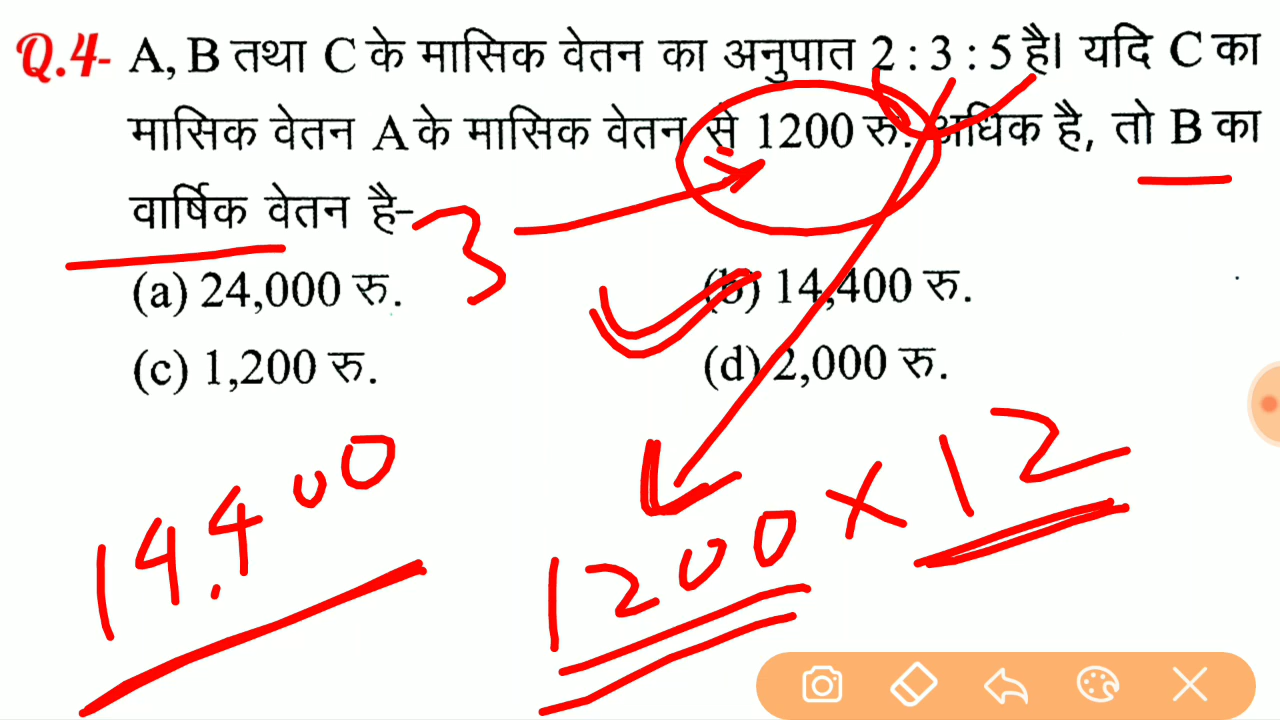 Q.4- A, B तथा C के मासिक वेतन का अनुपात 2 : 3 : 5 है। यदि C का
मासिक वेतन A के मासिक वेतन से 1200 रु. अधिक है, तो B का
वार्षिक वेतन है-
3
(a) 24,000 रु. (b) 14,400 रु.
(c) 1,200 रु. (d) 2,000 रु.
14,400 1200 × 12